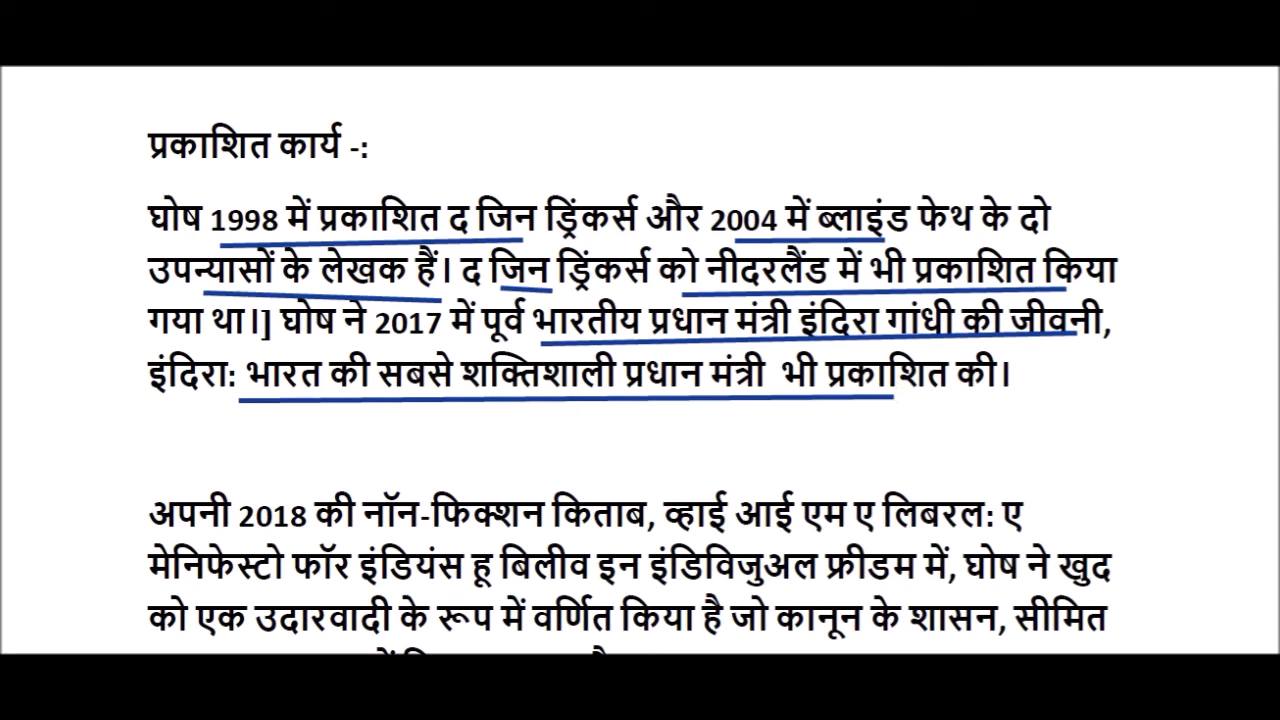 प्रकाशित कार्य -:
घोष 1998 में प्रकाशित द जिन ड्रिंकर्स और 2004 में ब्लाइंड फेथ के दो
उपन्यासों के लेखक हैं। द जिन ड्रिंकर्स को नीदरलैंड में भी प्रकाशित किया
गया था।] घोष ने 2017 में पूर्व भारतीय प्रधान मंत्री इंदिरा गांधी की जीवनी,
इंदिरा: भारत की सबसे शक्तिशाली प्रधान मंत्री भी प्रकाशित की।
अपनी 2018 की नॉन-फिक्शन किताब, व्हाई आई एम ए लिबरल: ए
मेनिफेस्टो फॉर इंडियंस हू बिलीव इन इंडिविजुअल फ्रीडम में, घोष ने खुद
को एक उदारवादी के रूप में वर्णित किया है जो कानून के शासन, सीमित